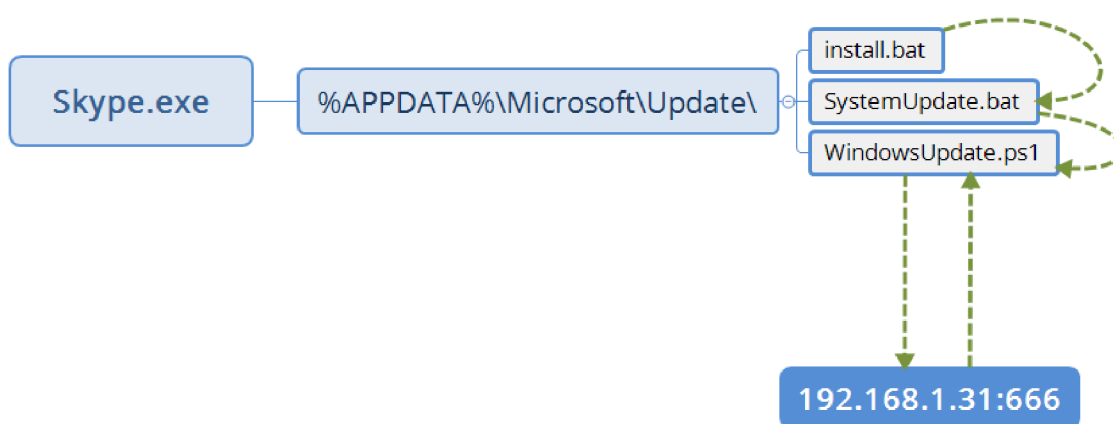 Skype.exe
%APPDATA%\Microsoft\Update\
install.bat
SystemUpdate.bat
WindowsUpdate.ps1
192.168.1.31:666